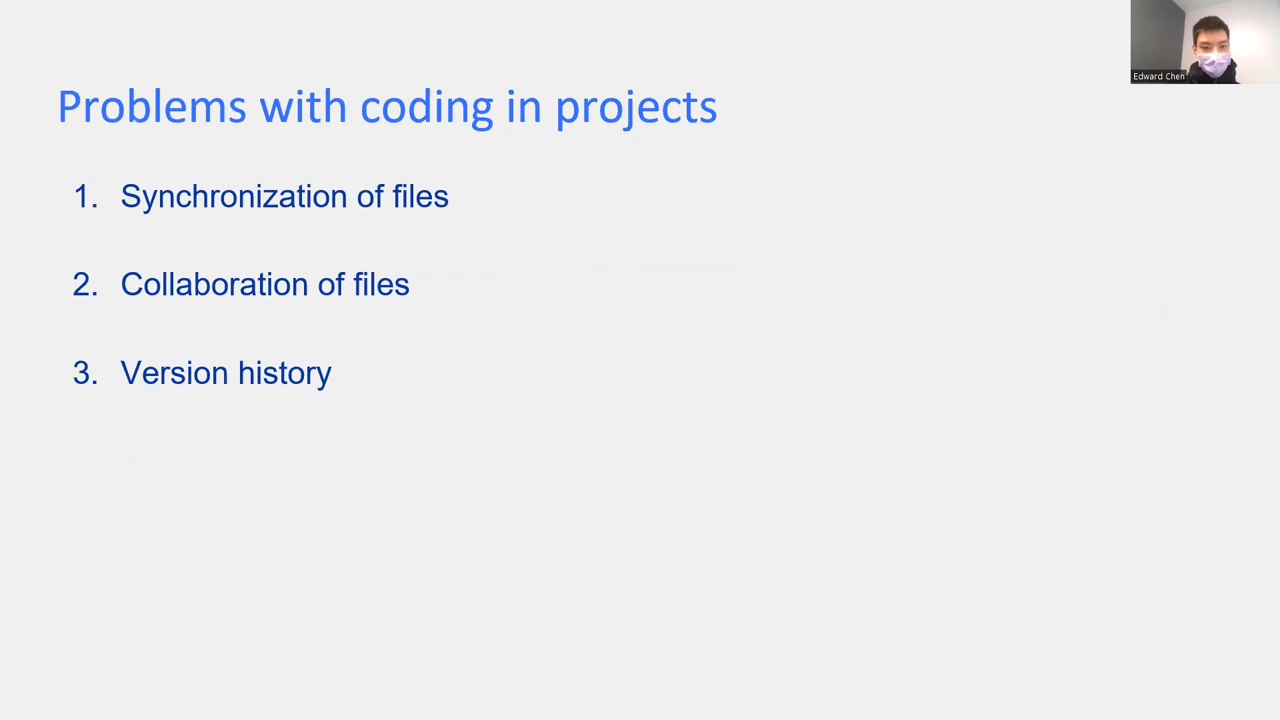 Problems with coding in projects
1. Synchronization of files
2. Collaboration of files
3. Version history
Edward Chen